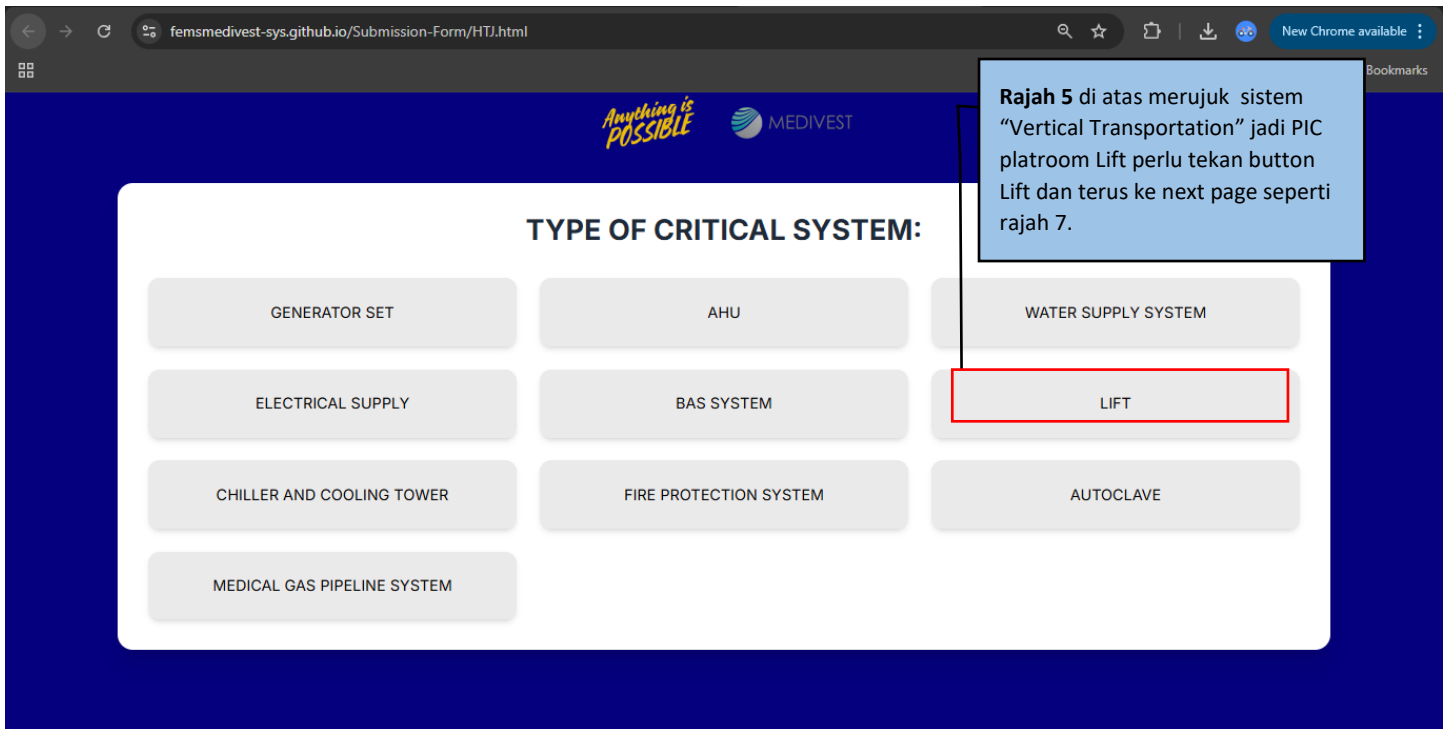 femsmedivest-sys.github.io/Submission-Form/HTJ.html
New Chrome available
Bookmarks
Anything is
POSSIBLE
MEDIVEST
Rajah 5 di atas merujuk sistem
“Vertical Transportation” jadi PIC
platroom Lift perlu tekan button
Lift dan terus ke next page seperti
rajah 7.
TYPE OF CRITICAL SYSTEM:
GENERATOR SET
AHU
WATER SUPPLY SYSTEM
ELECTRICAL SUPPLY
BAS SYSTEM
LIFT
CHILLER AND COOLING TOWER
FIRE PROTECTION SYSTEM
AUTOCLAVE
MEDICAL GAS PIPELINE SYSTEM